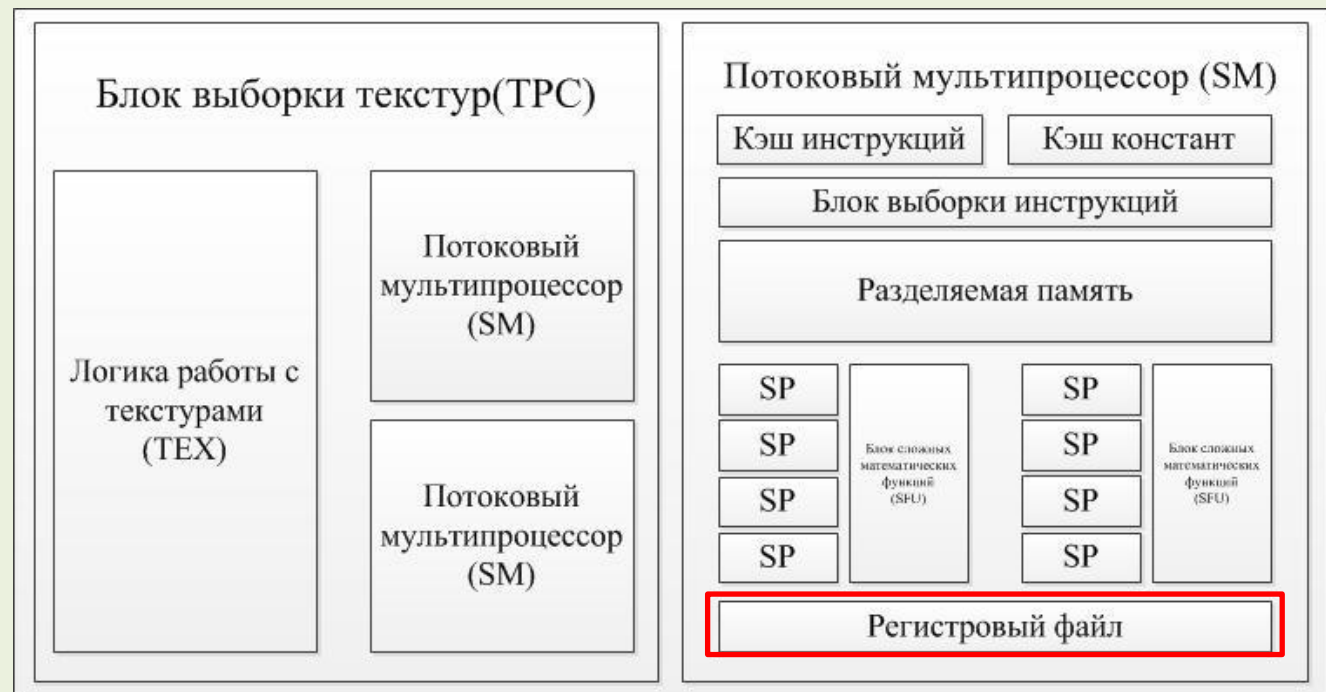 Блок выборки текстур(TPC)
Логика работы с
текстурами
(TEX)
Потоковый
мультипроцессор
(SM)
Потоковый
мультипроцессор
(SM)
Потоковый мультипроцессор (SM)
Кэш инструкций
Кэш констант
Блок выборки инструкций
Разделяемая память
SP
SP
SP
SP
Блок сложных
математических
функций
(SFU)
SP
SP
SP
SP
Блок сложных
математических
функций
(SFU)
Регистровый файл